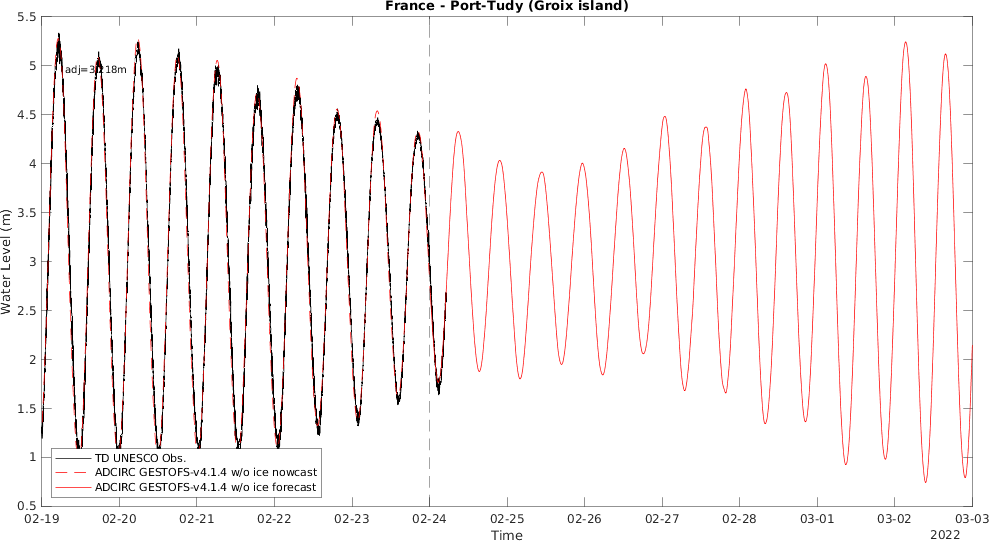 France - Port-Tudy (Groix island)
5.5
5
4.5
4
3.5
3
2.5
2
1.5
1
0.5
Water Level (m)
adj=3.218m
TD UNESCO Obs.
ADCIRC GESTOFS-v4.1.4 w/o ice nowcast
ADCIRC GESTOFS-v4.1.4 w/o ice forecast
02-19 02-20 02-21 02-22 02-23 02-24 02-25 02-26 02-27 02-28 03-01 03-02 03-03
Time
2022